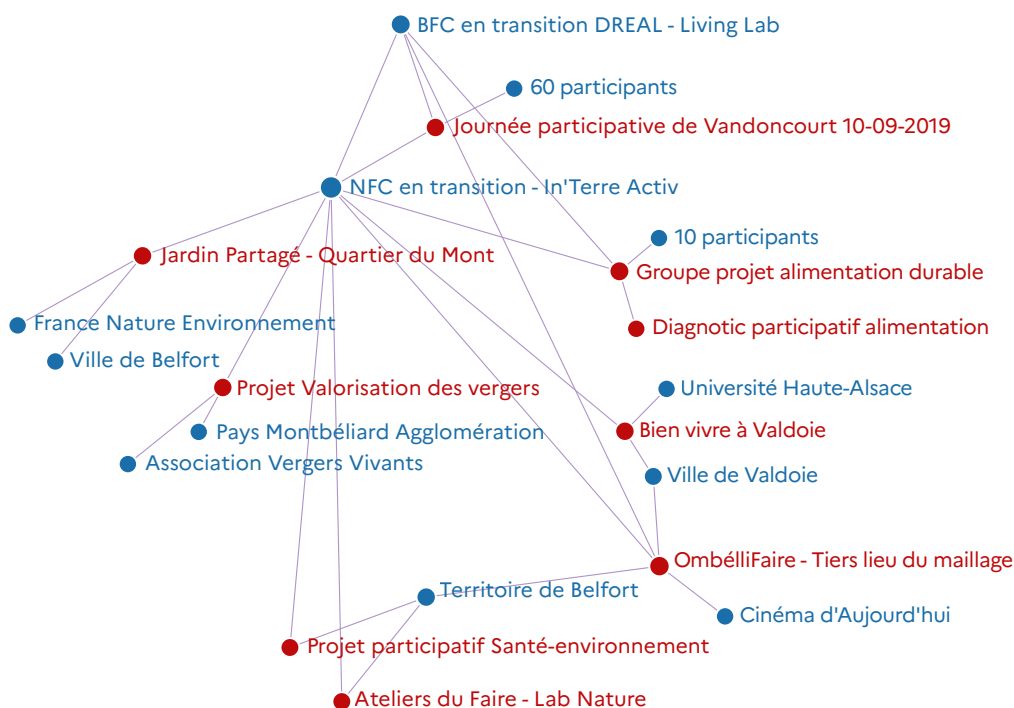 BFC en transition DREAL - Living Lab
60 participants
Journée participative de Vandoncourt 10-09-2019
NFC en transition - In'Terre Activ
10 participants
Jardin Partagé - Quartier du Mont
Groupe projet alimentation durable
France Nature Environnement
Diagnotic participatif alimentation
Ville de Belfort
Projet Valorisation des vergers
Université Haute-Alsace
Pays Montbéliard Agglomération
Bien vivre à Valdoie
Association Vergers Vivants
Ville de Valdoie
OmbélliFaire - Tiers lieu du maillage
Territoire de Belfort
Cinéma d'Aujourd'hui
Projet participatif Santé-environnement
Ateliers du Faire - Lab Nature